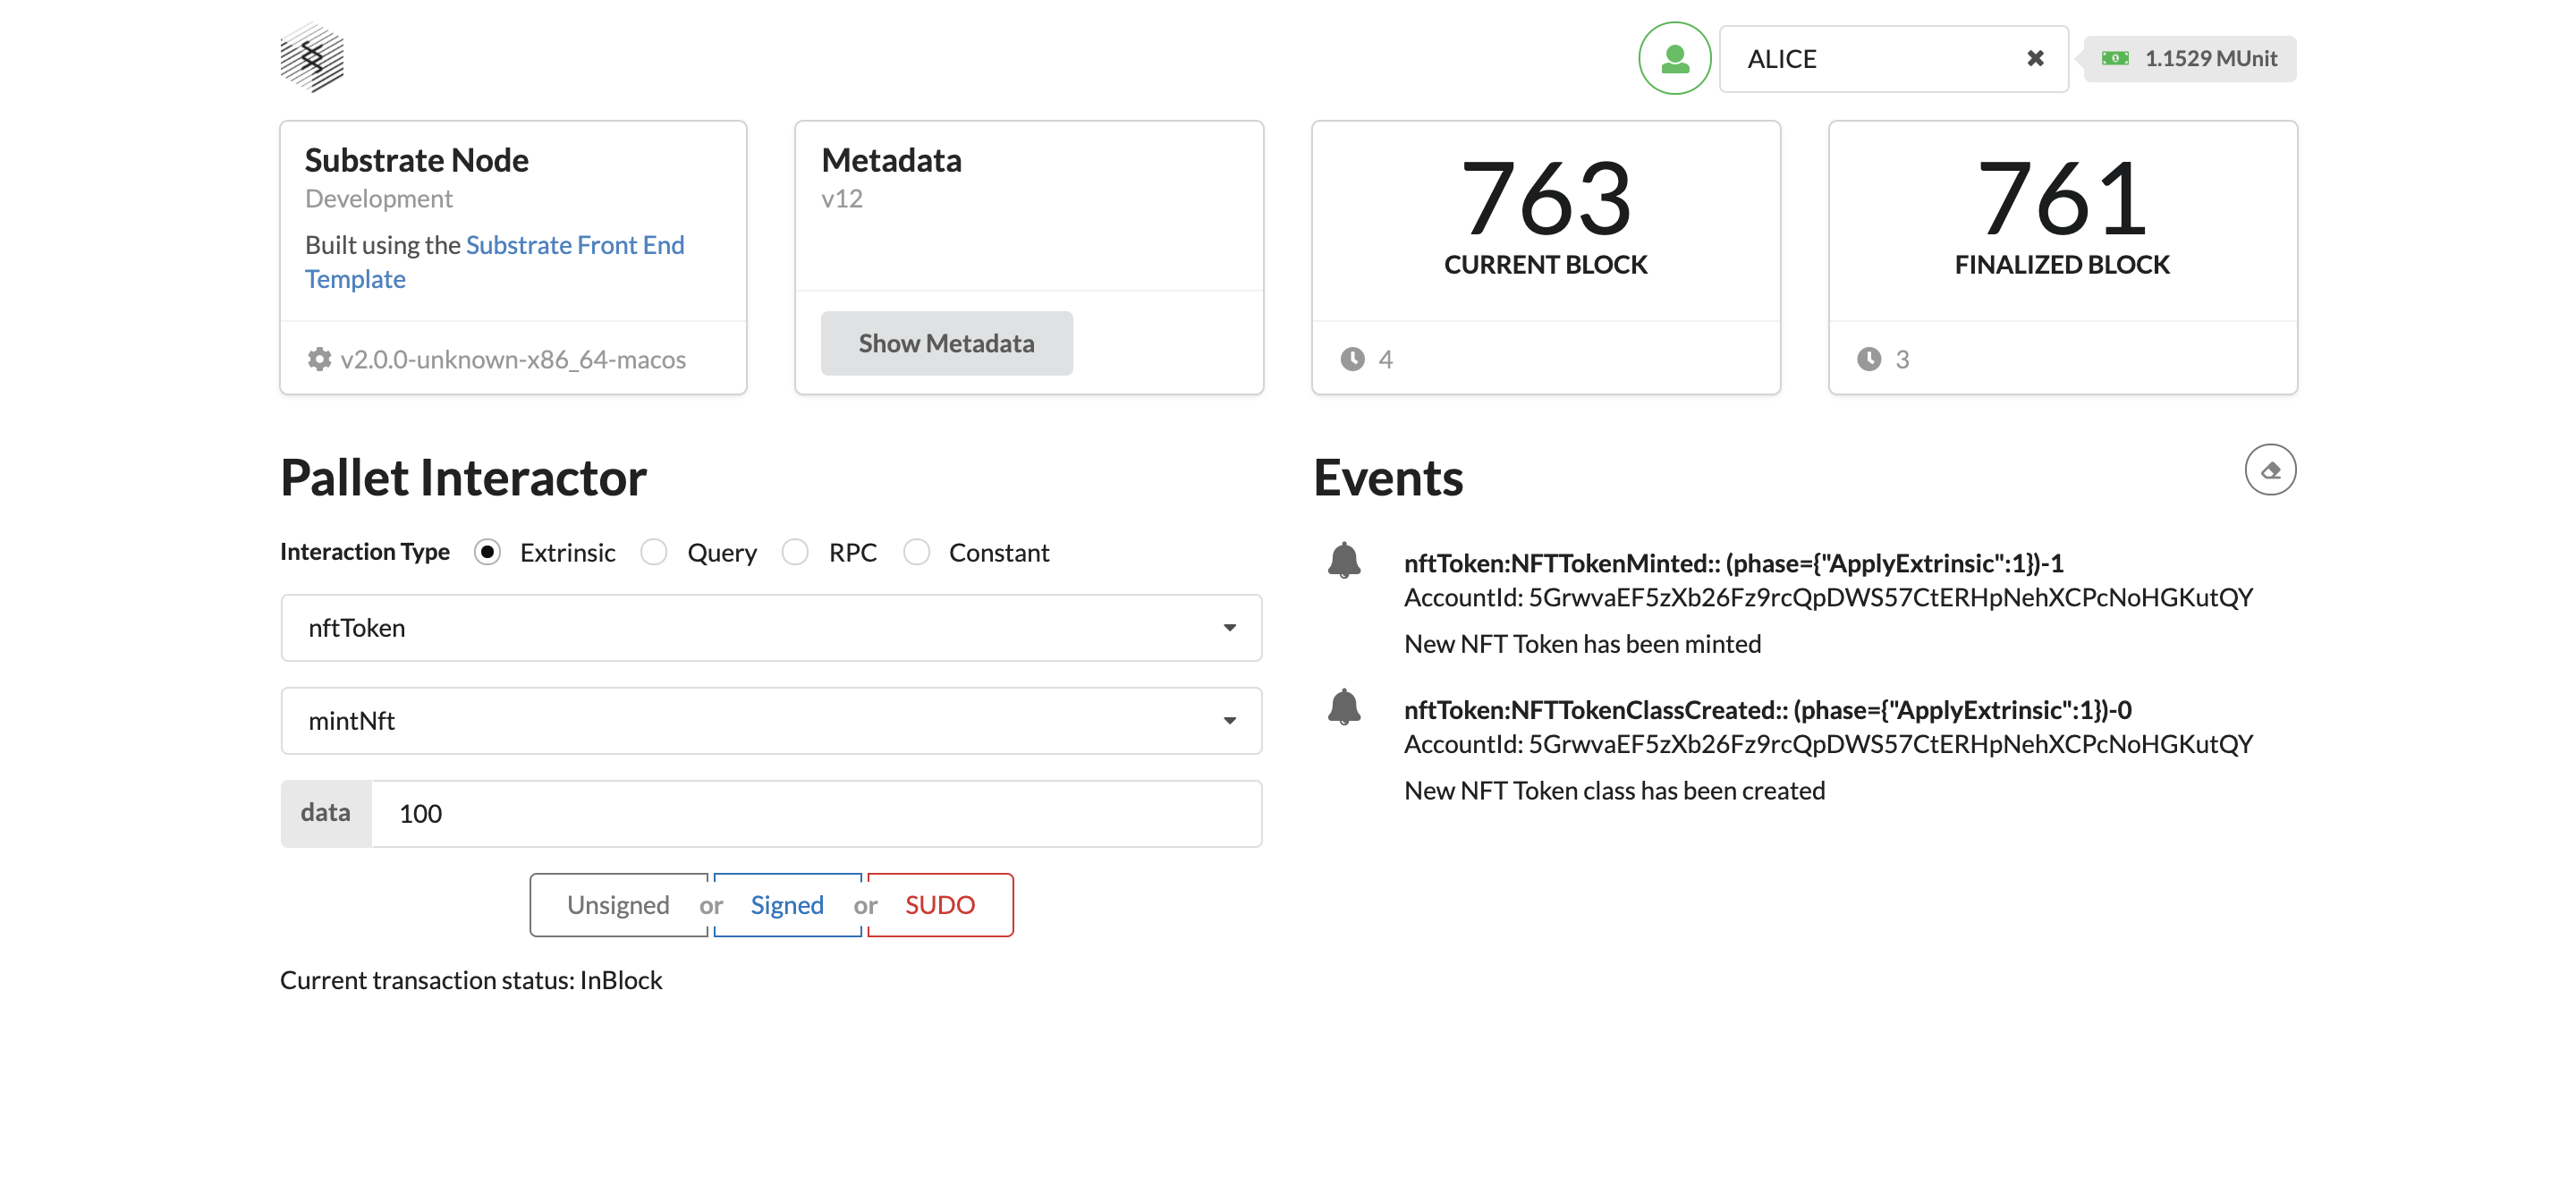 ALICE
1.1529 MUnit
Substrate Node
Development
Built using the Substrate Front End
Template
v2.0.0-unknown-x86_64-macos
Metadata
v12
Show Metadata
763
CURRENT BLOCK
4
761
FINALIZED BLOCK
3
Pallet Interactor
Interaction Type Extrinsic Query RPC Constant
nftToken
mintNft
data 100
Unsigned or Signed or SUDO
Current transaction status: InBlock
Events
nftToken:NFTTokenMinted:: (phase={"ApplyExtrinsic":1})-1
AccountId: 5GrwvaEF5zXb26Fz9rcQpDWS57CtERHpNehXCPcNoHGKutQY
New NFT Token has been minted
nftToken:NFTTokenClassCreated:: (phase={"ApplyExtrinsic":1})-0
AccountId: 5GrwvaEF5zXb26Fz9rcQpDWS57CtERHpNehXCPcNoHGKutQY
New NFT Token class has been created